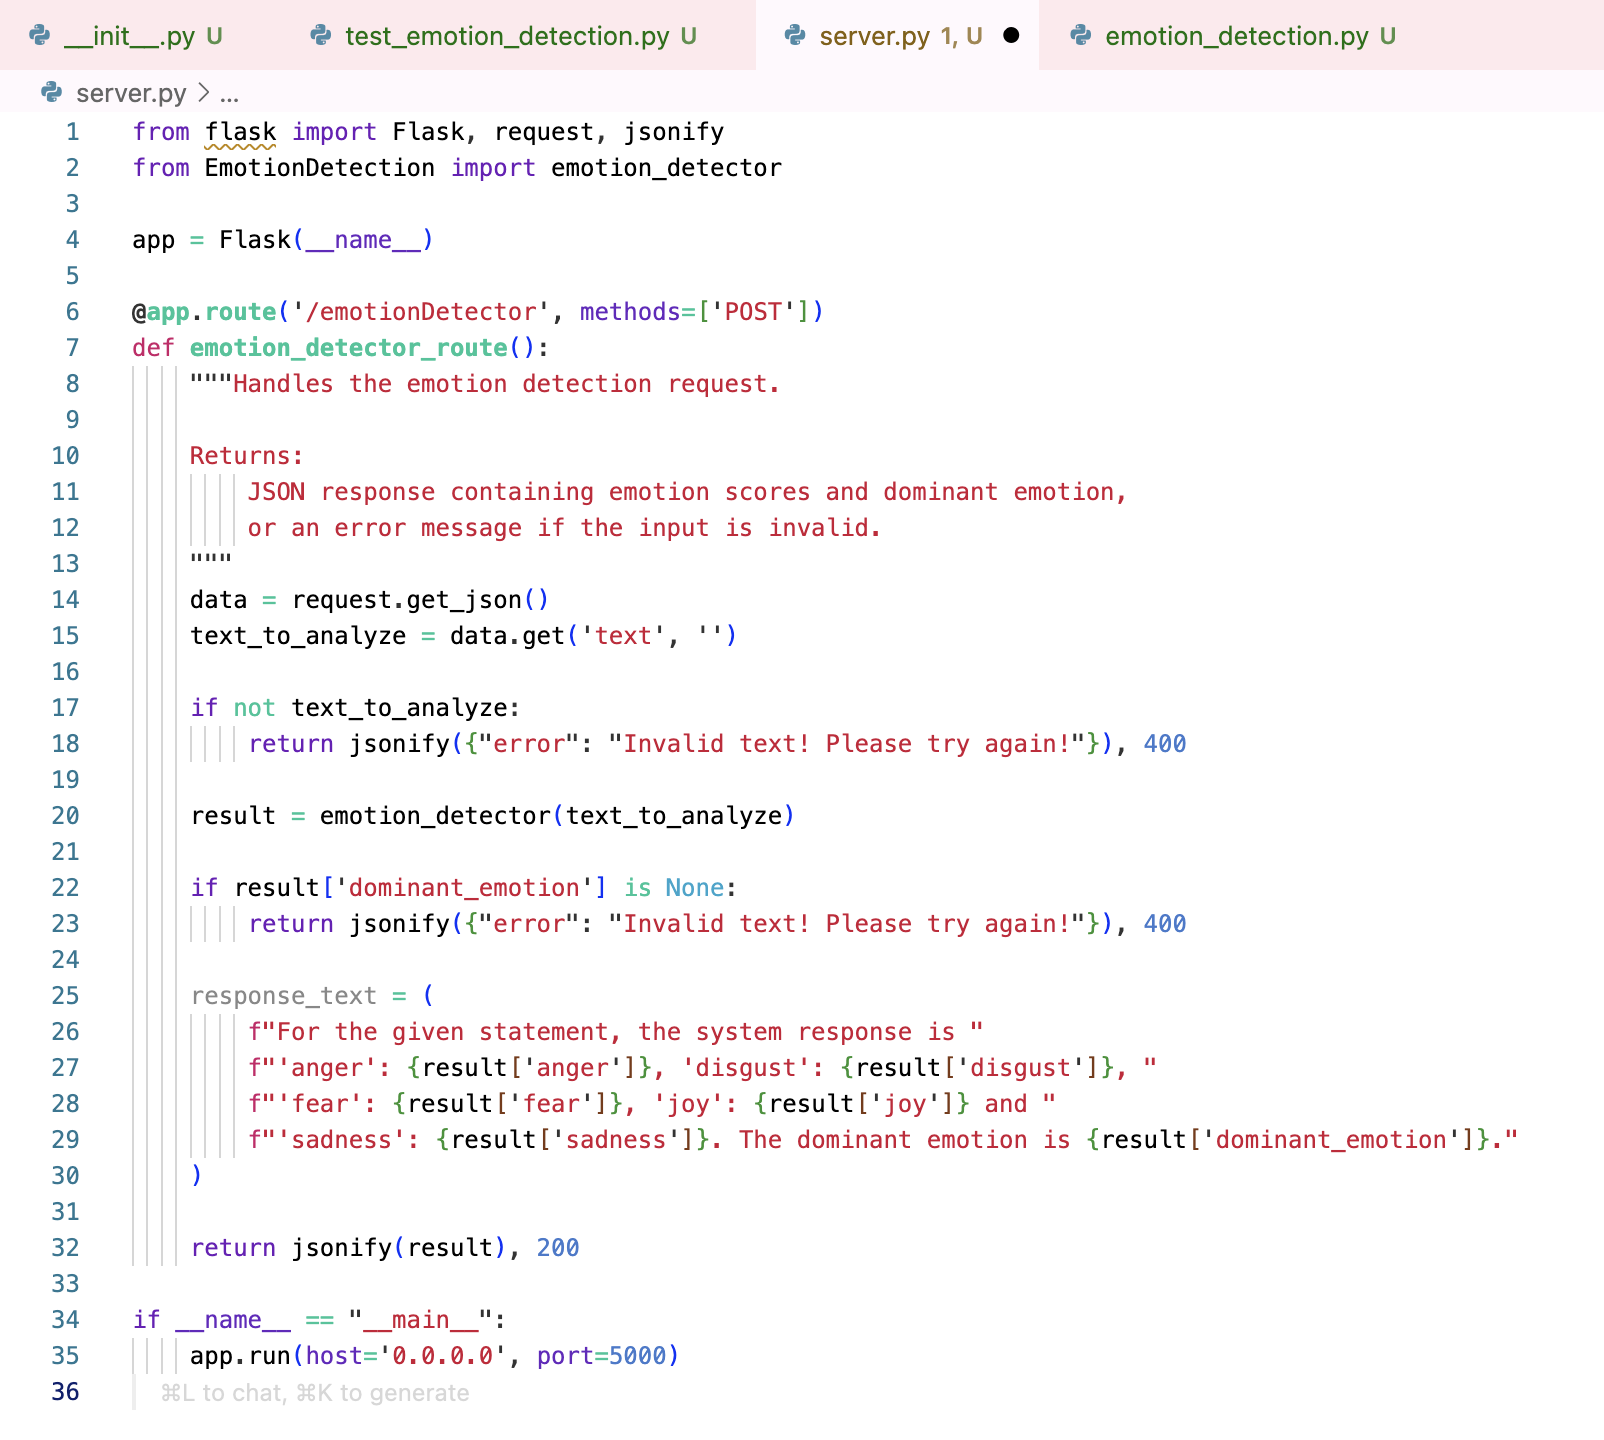 __init__.py U
test_emotion_detection.py U
server.py 1, U
emotion_detection.py U
server.py > ...
1 from flask import Flask, request, jsonify
2 from EmotionDetection import emotion_detector
3
4 app = Flask(__name__)
5
6 @app.route('/emotionDetector', methods=['POST'])
7 def emotion_detector_route():
8     """Handles the emotion detection request.
9
10     Returns:
11         JSON response containing emotion scores and dominant emotion,
12         or an error message if the input is invalid.
13     """
14     data = request.get_json()
15     text_to_analyze = data.get('text', '')
16
17     if not text_to_analyze:
18         return jsonify({"error": "Invalid text! Please try again!"}), 400
19
20     result = emotion_detector(text_to_analyze)
21
22     if result['dominant_emotion'] is None:
23         return jsonify({"error": "Invalid text! Please try again!"}), 400
24
25     response_text = (
26         f"For the given statement, the system response is "
27         f"'anger': {result['anger']}, 'disgust': {result['disgust']}, "
28         f"'fear': {result['fear']}, 'joy': {result['joy']} and "
29         f"'sadness': {result['sadness']}. The dominant emotion is {result['dominant_emotion']}."
30     )
31
32     return jsonify(result), 200
33
34 if __name__ == "__main__":
35     app.run(host='0.0.0.0', port=5000)
36 ⌘L to chat, ⌘K to generate